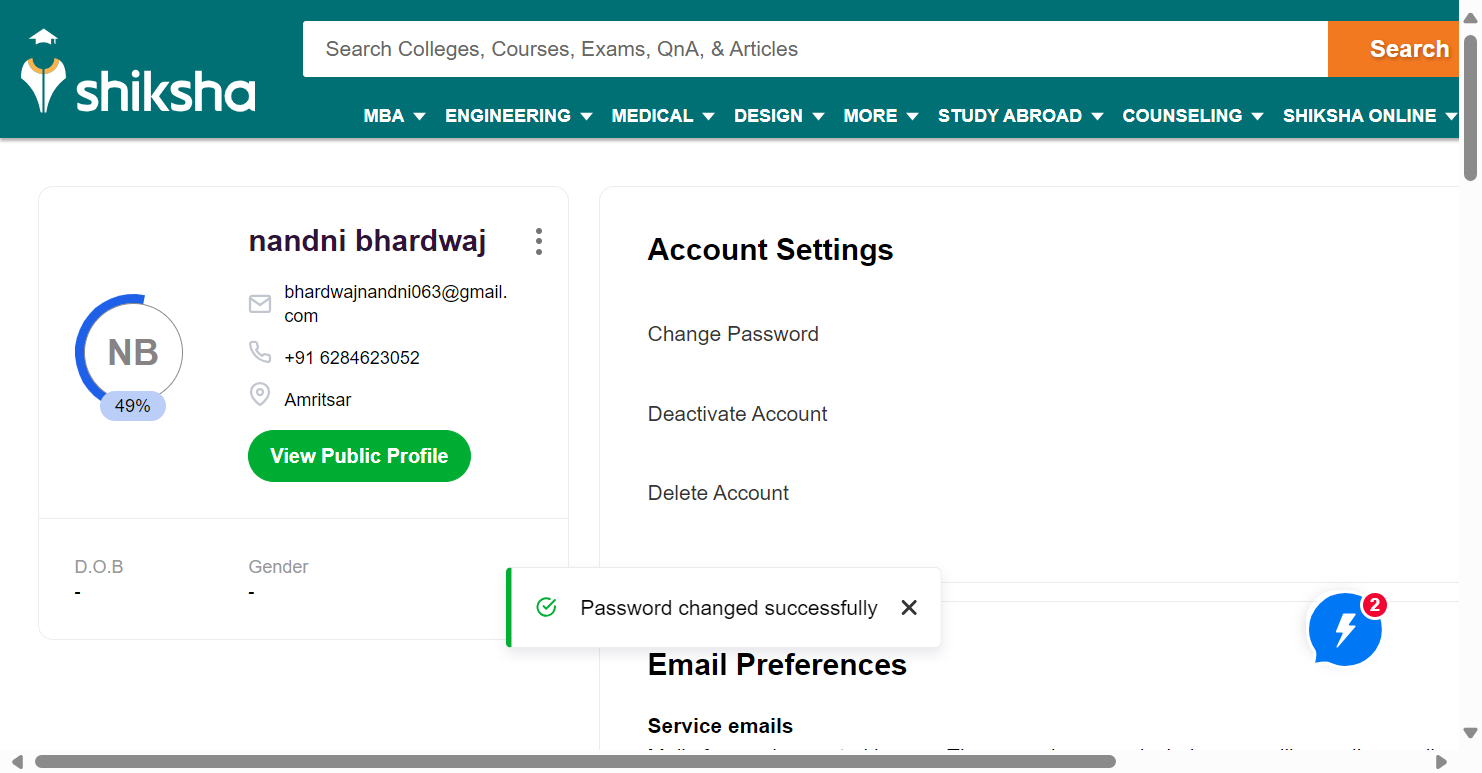 shiksha
Search Colleges, Courses, Exams, QnA, & Articles
Search
MBA ENGINEERING MEDICAL DESIGN MORE STUDY ABROAD COUNSELING SHIKSHA ONLINE
nandni bhardwaj
bhardwajnandni063@gmail.
com
+91 6284623052
Amritsar
NB
49%
View Public Profile
D.O.B
-
Gender
-
Account Settings
Change Password
Deactivate Account
Delete Account
Password changed successfully
2
Email Preferences
Service emails